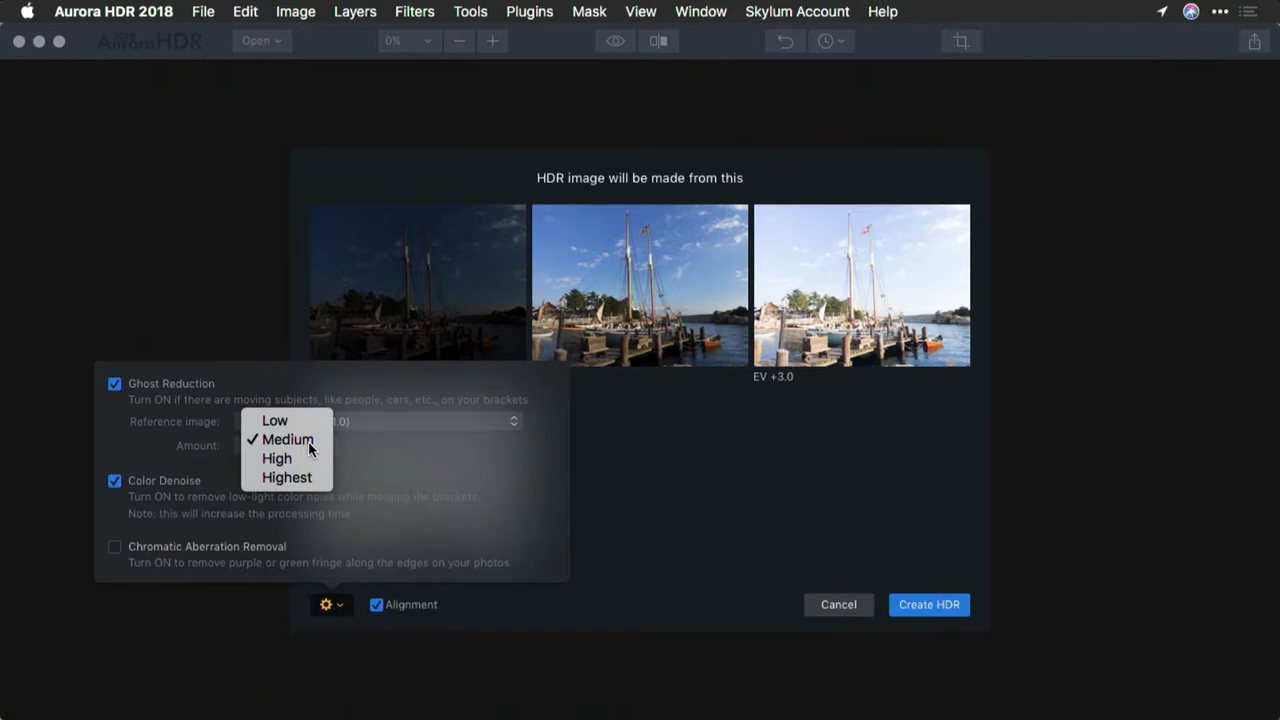 Aurora HDR 2018 File Edit Image Layers Filters Tools Plugins Mask View Window Skylum Account Help
2018
AuroraHDR Open 0%
HDR image will be made from this
EV +3.0
Ghost Reduction
Turn ON if there are moving subjects, like people, cars, etc., on your brackets
Reference image: 1.0)
Amount:
Low
Medium
High
Highest
Color Denoise
Turn ON to remove low-light color noise while merging the brackets
Note: this will increase the processing time
Chromatic Aberration Removal
Turn ON to remove purple or green fringe along the edges on your photos
Alignment Cancel Create HDR